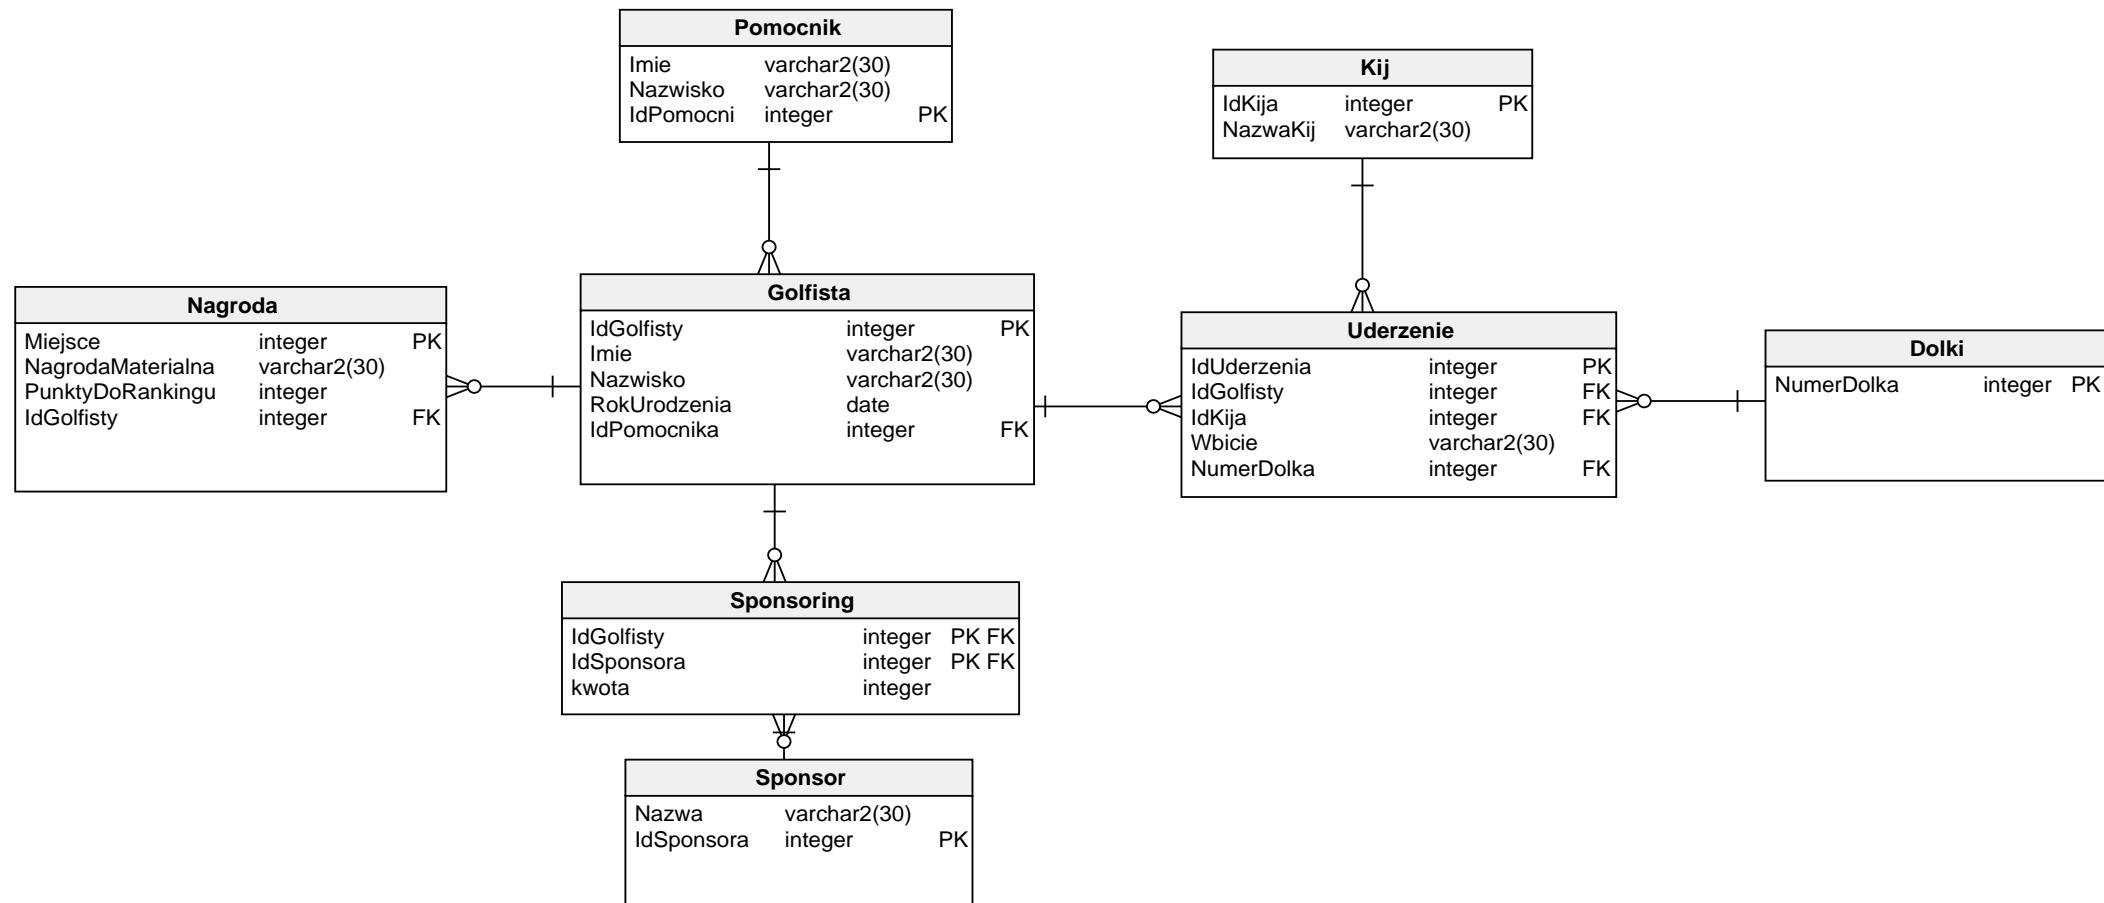 Pomocnik
Imie varchar2(30)
Nazwisko varchar2(30)
IdPomocni integer PK
Kij
IdKija integer PK
NazwaKij varchar2(30)
Nagroda
Miejsce integer PK
NagrodaMaterialna varchar2(30)
PunktyDoRankingu integer
IdGolfisty integer FK
Golfista
IdGolfisty integer PK
Imie varchar2(30)
Nazwisko varchar2(30)
RokUrodzenia date
IdPomocnika integer FK
Uderzenie
IdUderzenia integer PK
IdGolfisty integer FK
IdKija integer FK
Wbicie varchar2(30)
NumerDolka integer FK
Dolki
NumerDolka integer PK
Sponsoring
IdGolfisty integer PK FK
IdSponsora integer PK FK
kwota integer
Sponsor
Nazwa varchar2(30)
IdSponsora integer PK